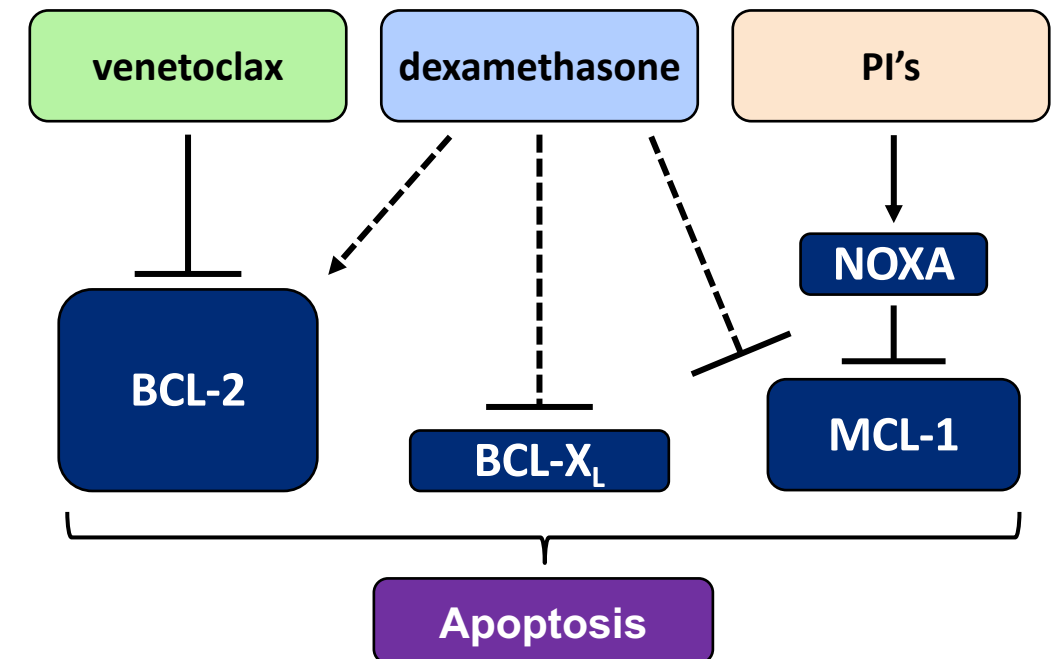 venetoclax
dexamethasone
PI's
NOXA
BCL-2
BCL-XL
MCL-1
Apoptosis